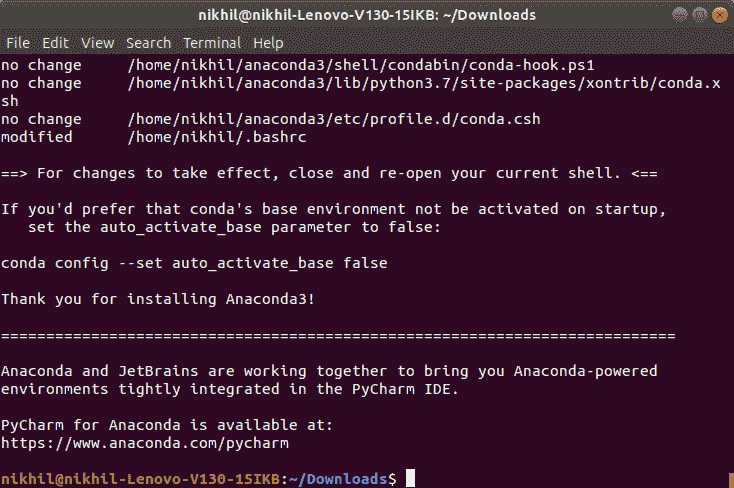 nikhil@nikhil-Lenovo-V130-15IKB: ~/Downloads
File Edit View Search Terminal Help
no change     /home/nikhil/anaconda3/shell/condabin/conda-hook.ps1
no change     /home/nikhil/anaconda3/lib/python3.7/site-packages/xontrib/conda.x
sh
no change     /home/nikhil/anaconda3/etc/profile.d/conda.csh
modified      /home/nikhil/.bashrc
==> For changes to take effect, close and re-open your current shell. <==
If you'd prefer that conda's base environment not be activated on startup,
   set the auto_activate_base parameter to false:
conda config --set auto_activate_base false
Thank you for installing Anaconda3!
===========================================================================
Anaconda and JetBrains are working together to bring you Anaconda-powered
environments tightly integrated in the PyCharm IDE.
PyCharm for Anaconda is available at:
https://www.anaconda.com/pycharm
nikhil@nikhil-Lenovo-V130-15IKB:~/Downloads$